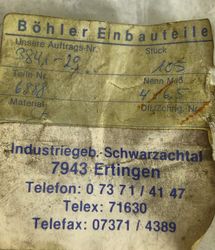 Böhler Einbauteile
Unsere Auftrags-Nr. Stück
105
Teile Nr. Nenn Maß
6888
Material
Industriegeb. Schwarzachtal
7943 Ertingen
Telefon: 0 73 71 / 41 47
Telex: 71630
Telefax: 07371 / 4389